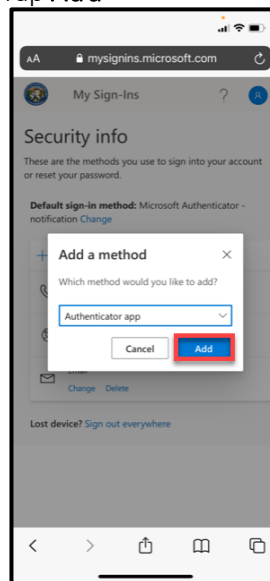 AA mysignins.microsoft.com
My Sign-Ins ?
Security info
These are the methods you use to sign into your account
or reset your password.
Default sign-in method: Microsoft Authenticator -
notification Change
Add a method
Which method would you like to add?
Authenticator app
Cancel Add
Email
Change Delete
Lost device? Sign out everywhere